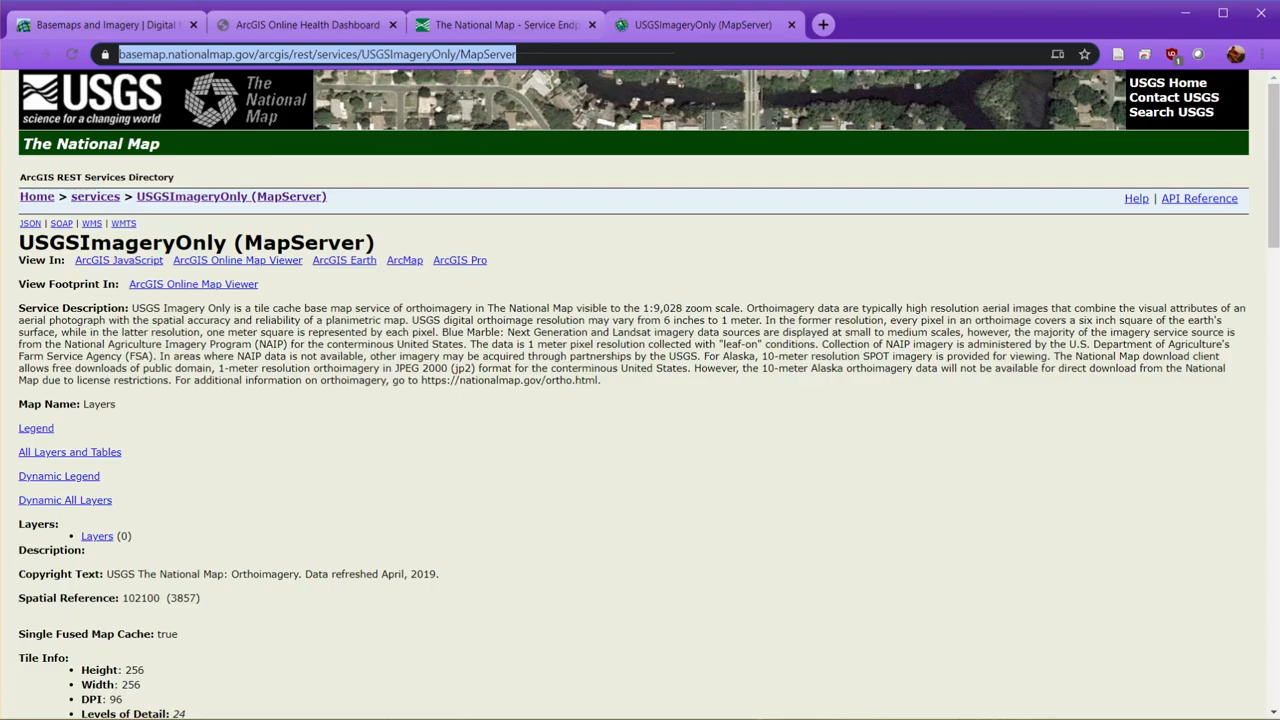 Basemaps and Imagery | Digital
ArcGIS Online Health Dashboard
The National Map - Service Endp
USGSImageryOnly (MapServer)
basemap.nationalmap.gov/arcgis/rest/services/USGSImageryOnly/MapServer
USGS
science for a changing world
The
National
Map
USGS Home
Contact USGS
Search USGS
The National Map
ArcGIS REST Services Directory
Home > services > USGSImageryOnly (MapServer)
Help | API Reference
JSON | SOAP | WMS | WMTS
USGSImageryOnly (MapServer)
View In: ArcGIS JavaScript ArcGIS Online Map Viewer ArcGIS Earth ArcMap ArcGIS Pro
View Footprint In: ArcGIS Online Map Viewer
Service Description: USGS Imagery Only is a tile cache base map service of orthoimagery in The National Map visible to the 1:9,028 zoom scale. Orthoimagery data are typically high resolution aerial images that combine the visual attributes of an
aerial photograph with the spatial accuracy and reliability of a planimetric map. USGS digital orthoimage resolution may vary from 6 inches to 1 meter. In the former resolution, every pixel in an orthoimage covers a six inch square of the earth's
surface, while in the latter resolution, one meter square is represented by each pixel. Blue Marble: Next Generation and Landsat imagery data sources are displayed at small to medium scales, however, the majority of the imagery service source is
from the National Agriculture Imagery Program (NAIP) for the conterminous United States. The data is 1 meter pixel resolution collected with "leaf-on" conditions. Collection of NAIP imagery is administered by the U.S. Department of Agriculture's
Farm Service Agency (FSA). In areas where NAIP data is not available, other imagery may be acquired through partnerships by the USGS. For Alaska, 10-meter resolution SPOT imagery is provided for viewing. The National Map download client
allows free downloads of public domain, 1-meter resolution orthoimagery in JPEG 2000 (jp2) format for the conterminous United States. However, the 10-meter Alaska orthoimagery data will not be available for direct download from the National
Map due to license restrictions. For additional information on orthoimagery, go to https://nationalmap.gov/ortho.html.
Map Name: Layers
Legend
All Layers and Tables
Dynamic Legend
Dynamic All Layers
Layers:
• Layers (0)
Description:
Copyright Text: USGS The National Map: Orthoimagery. Data refreshed April, 2019.
Spatial Reference: 102100 (3857)
Single Fused Map Cache: true
Tile Info:
• Height: 256
• Width: 256
• DPI: 96
• Levels of Detail: 24